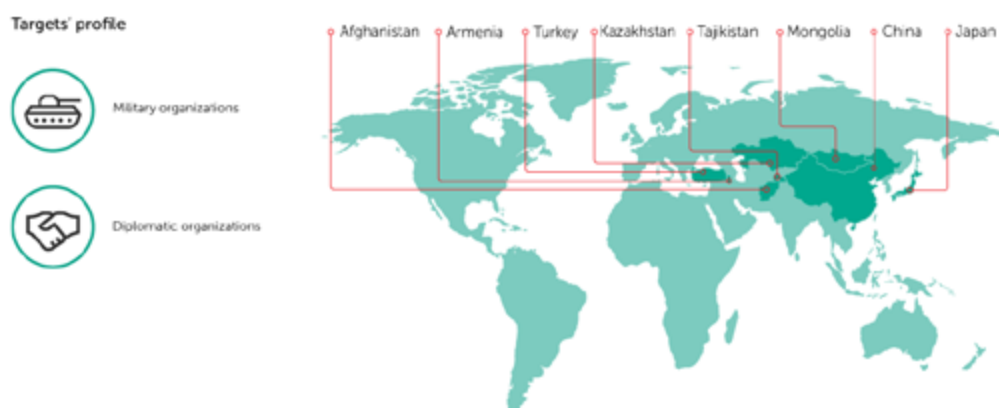 Targets' profile
Afghanistan Armenia Turkey Kazakhstan Tajikistan Mongolia China Japan
Military organizations
Diplomatic organizations